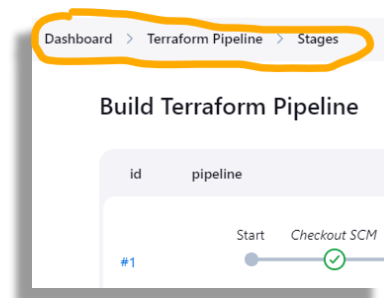 Dashboard > Terraform Pipeline > Stages
Build Terraform Pipeline
id pipeline
Start Checkout SCM
#1